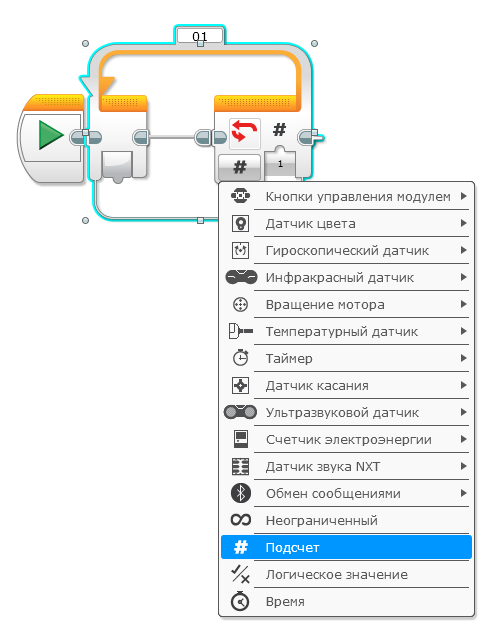 01
#
#
1
Кнопки управления модулем
Датчик цвета
Гироскопический датчик
Инфракрасный датчик
Вращение мотора
Температурный датчик
Таймер
Датчик касания
Ультразвуковой датчик
Счетчик электроэнергии
Датчик звука NXT
Обмен сообщениями
Неограниченный
# Подсчет
Логическое значение
Время